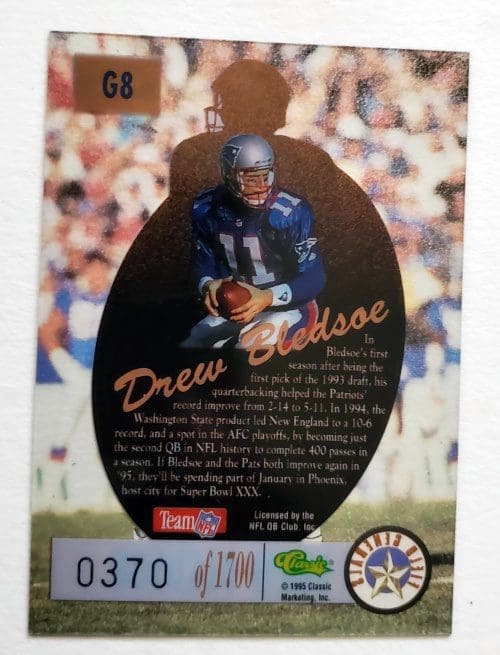 G8
11
11
Drew Bledsoe
In
Bledsoe's first
season after being the
first pick of the 1993 draft, his
quarterbacking helped the Patriots'
record improve from 2-14 to 5-11. In 1994, the
Washington State product led New England to a 10-6
record, and a spot in the AFC playoffs, by becoming just
the second QB in NFL history to complete 400 passes in
a season. If Bledsoe and the Pats both improve again in
'95, they'll be spending part of January in Phoenix,
host city for Super Bowl XXX.
Team NFL
Licensed by the
NFL QB Club, Inc.
0370 of 1700
Classic
© 1995 Classic
Marketing, Inc.
FIELD GENERALS